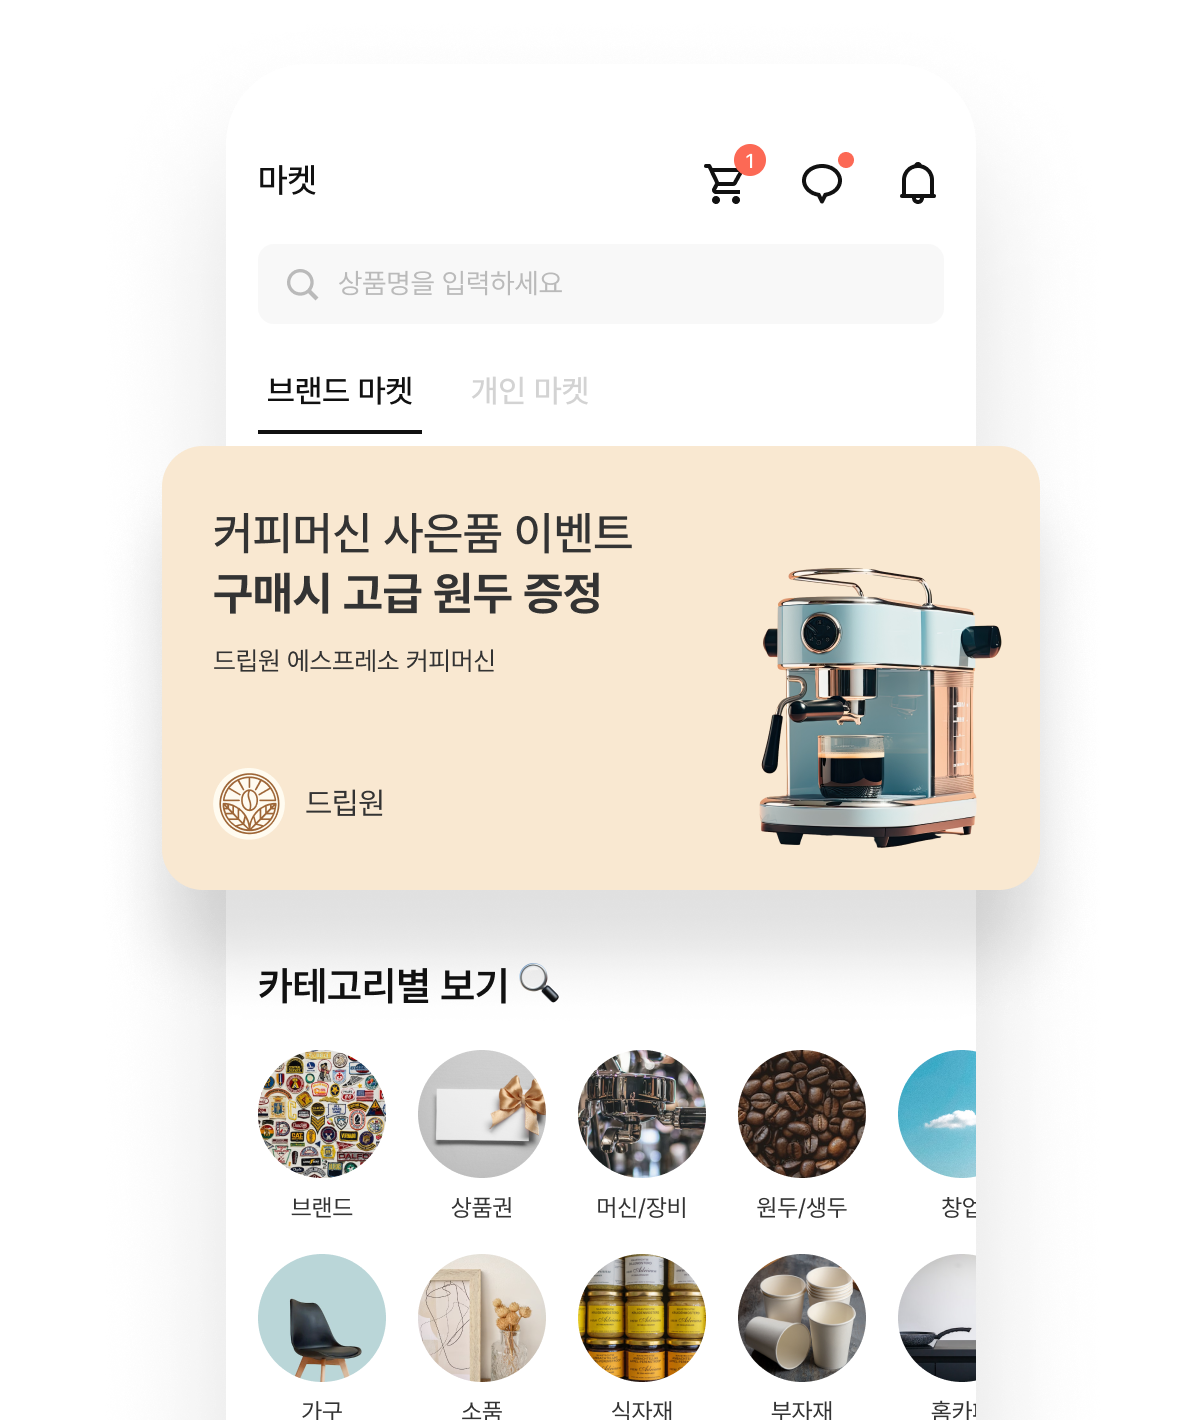 마켓
1
상품명을 입력하세요
브랜드 마켓
개인 마켓
커피머신 사은품 이벤트
구매시 고급 원두 증정
드립원 에스프레소 커피머신
드립원
카테고리별 보기
브랜드
상품권
머신/장비
원두/생두
창업
가구
소품
식자재
부자재
홈카